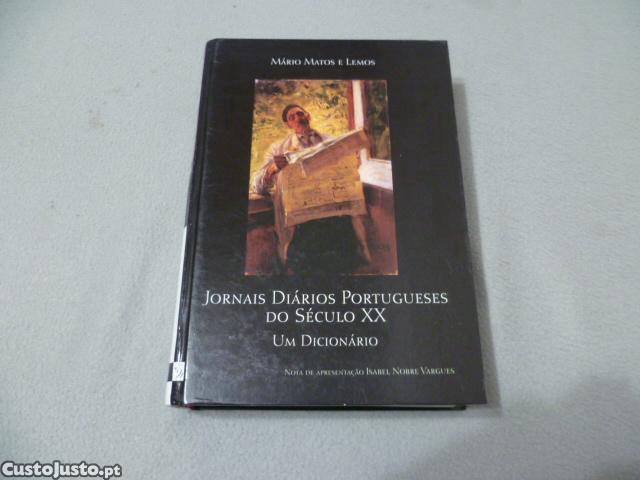 Mário Matos e Lemos
Jornais Diários Portugueses
do Século XX
Um Dicionário
Nota de apresentação Isabel Nobre Vargues
CustoJusto.pt